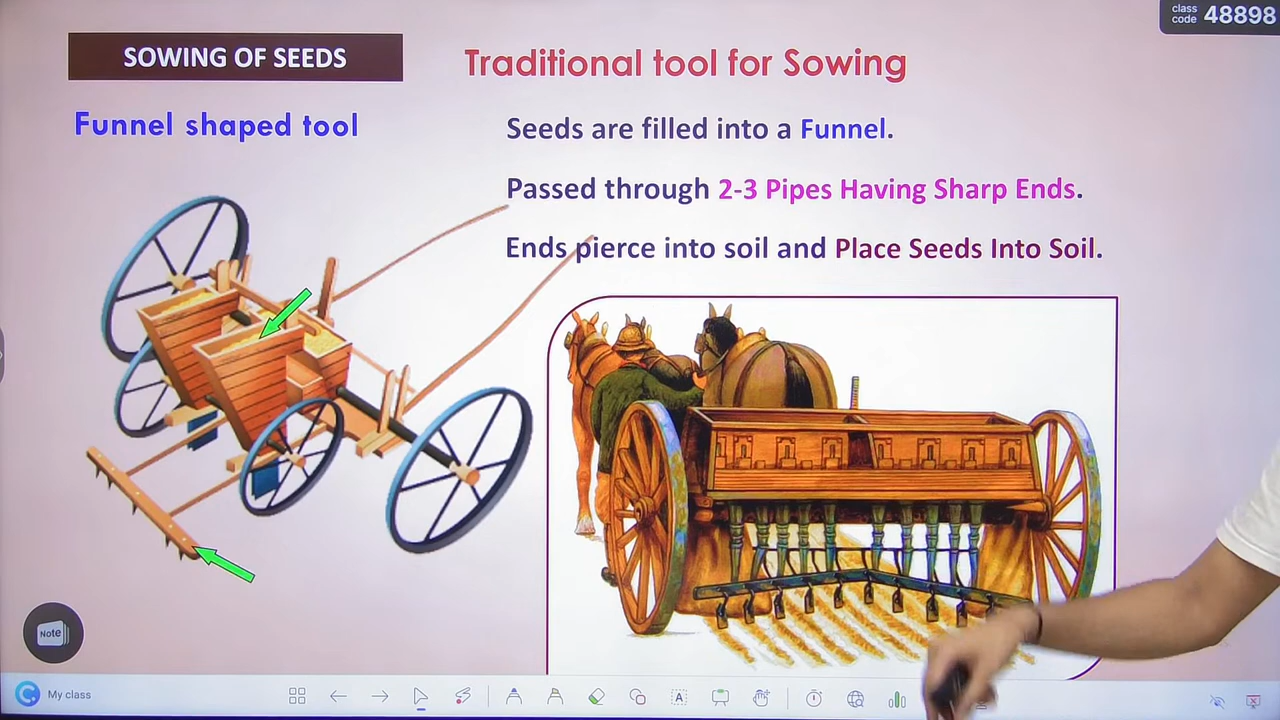 class code 48898
SOWING OF SEEDS
Traditional tool for Sowing
Funnel shaped tool
Seeds are filled into a Funnel.
Passed through 2-3 Pipes Having Sharp Ends.
Ends pierce into soil and Place Seeds Into Soil.
Note
My class
A